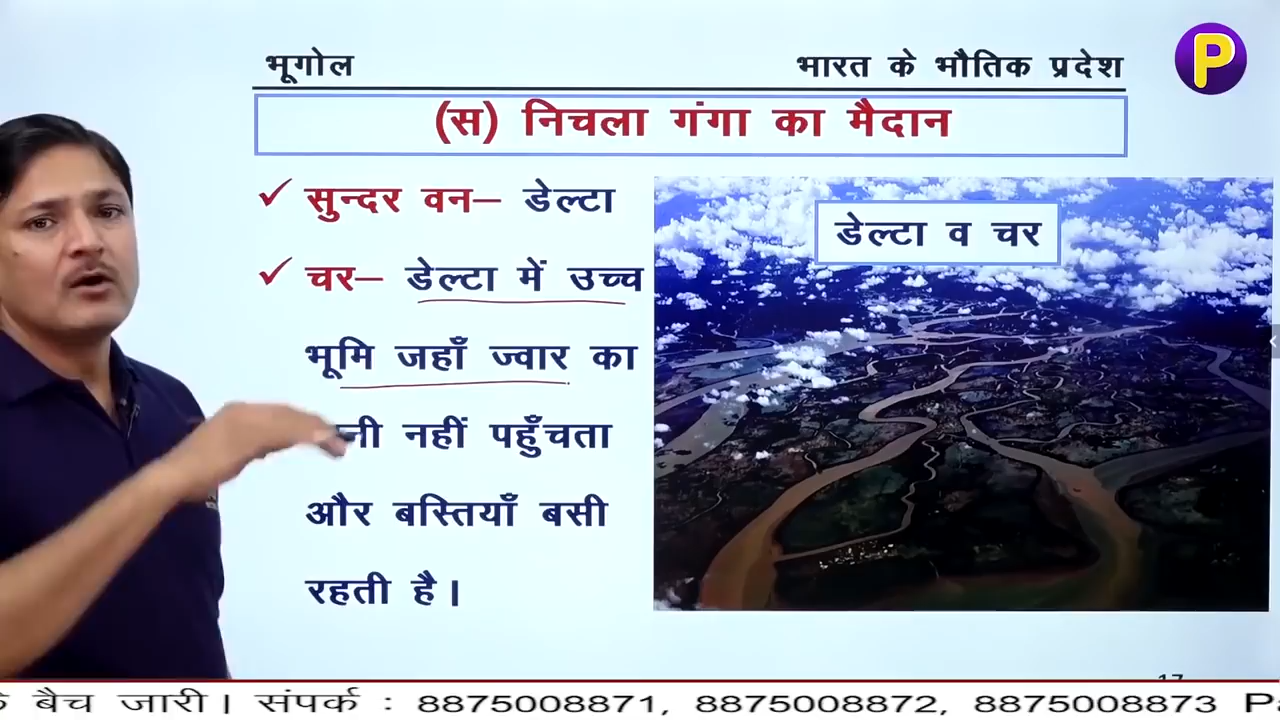 भूगोल
भारत के भौतिक प्रदेश
P
(स) निचला गंगा का मैदान
✓ सुन्दर वन– डेल्टा
✓ चर– डेल्टा में उच्च
भूमि जहाँ ज्वार का
नहीं पहुँचता
और बस्तियाँ बसी
रहती है।
डेल्टा व चर
17
बैच जारी। संपर्क : 8875008871, 8875008872, 8875008873